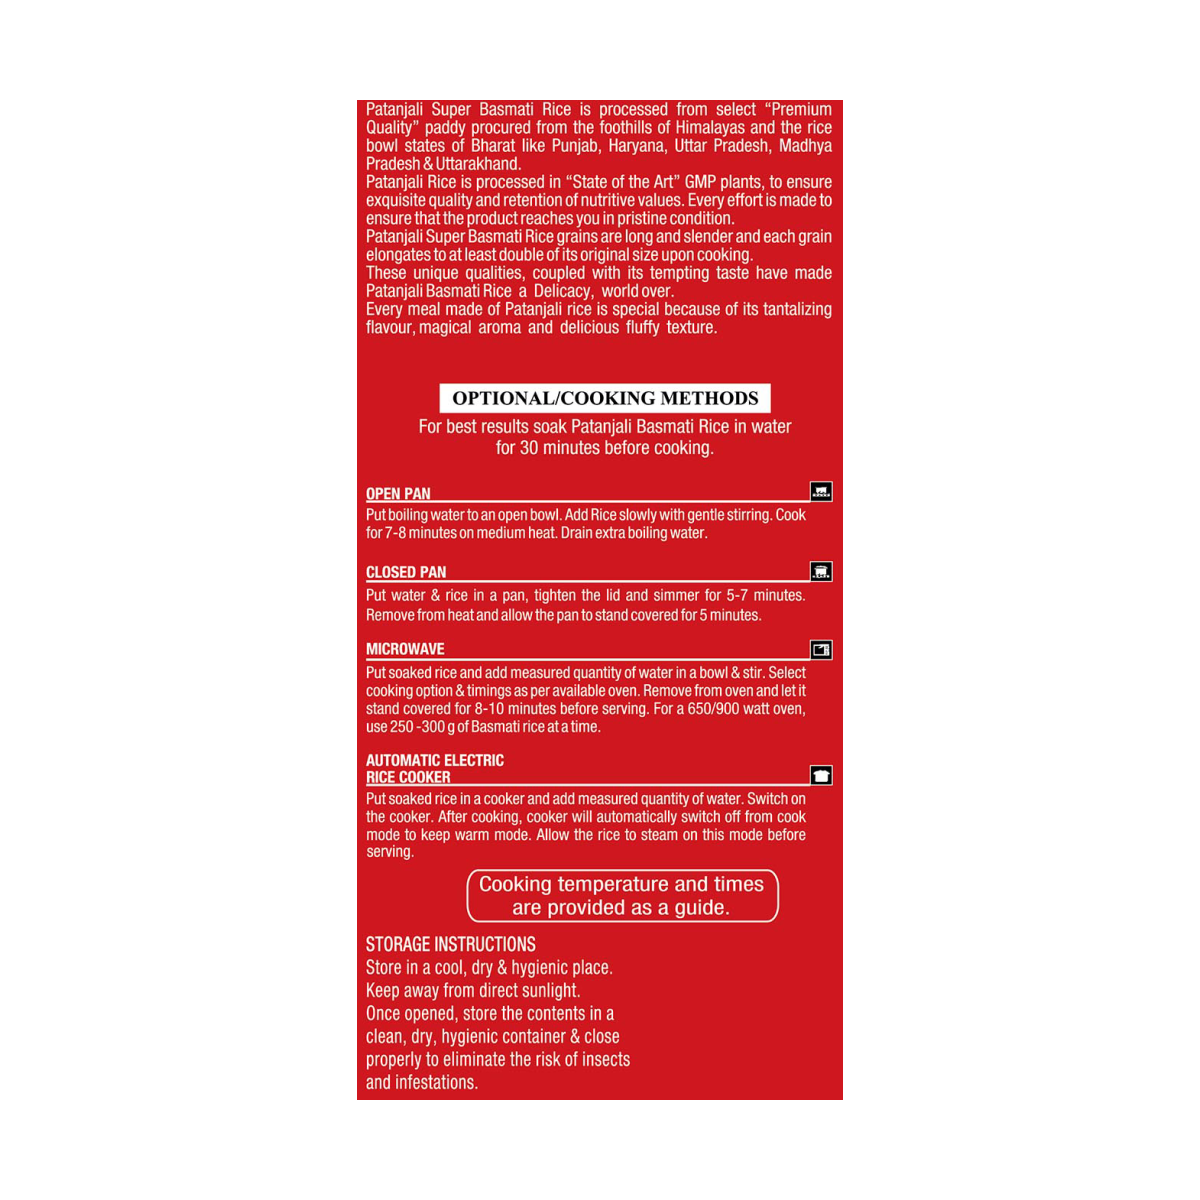 Patanjali Super Basmati Rice is processed from select “Premium
Quality” paddy procured from the foothills of Himalayas and the rice
bowl states of Bharat like Punjab, Haryana, Uttar Pradesh, Madhya
Pradesh & Uttarakhand.
Patanjali Rice is processed in “State of the Art” GMP plants, to ensure
exquisite quality and retention of nutritive values. Every effort is made to
ensure that the product reaches you in pristine condition.
Patanjali Super Basmati Rice grains are long and slender and each grain
elongates to at least double of its original size upon cooking.
These unique qualities, coupled with its tempting taste have made
Patanjali Basmati Rice a Delicacy, world over.
Every meal made of Patanjali rice is special because of its tantalizing
flavour, magical aroma and delicious fluffy texture.
OPTIONAL/COOKING METHODS
For best results soak Patanjali Basmati Rice in water
for 30 minutes before cooking.
OPEN PAN
Put boiling water to an open bowl. Add Rice slowly with gentle stirring. Cook
for 7-8 minutes on medium heat. Drain extra boiling water.
CLOSED PAN
Put water & rice in a pan, tighten the lid and simmer for 5-7 minutes.
Remove from heat and allow the pan to stand covered for 5 minutes.
MICROWAVE
Put soaked rice and add measured quantity of water in a bowl & stir. Select
cooking option & timings as per available oven. Remove from oven and let it
stand covered for 8-10 minutes before serving. For a 650/900 watt oven,
use 250 -300 g of Basmati rice at a time.
AUTOMATIC ELECTRIC
RICE COOKER
Put soaked rice in a cooker and add measured quantity of water. Switch on
the cooker. After cooking, cooker will automatically switch off from cook
mode to keep warm mode. Allow the rice to steam on this mode before
serving.
Cooking temperature and times
are provided as a guide.
STORAGE INSTRUCTIONS
Store in a cool, dry & hygienic place.
Keep away from direct sunlight.
Once opened, store the contents in a
clean, dry, hygienic container & close
properly to eliminate the risk of insects
and infestations.